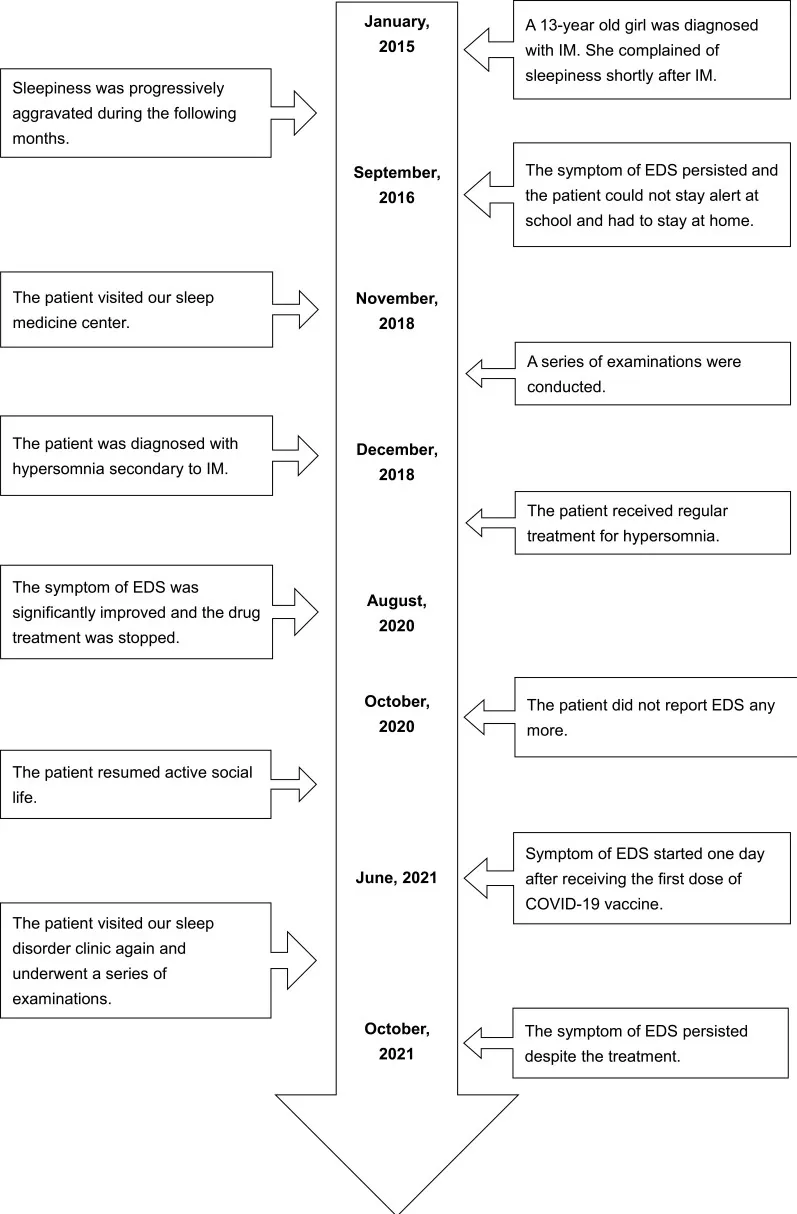 January,
2015
A 13-year old girl was diagnosed
with IM. She complained of
sleepiness shortly after IM.
Sleepiness was progressively
aggravated during the following
months.
September,
2016
The symptom of EDS persisted and
the patient could not stay alert at
school and had to stay at home.
The patient visited our sleep
medicine center.
November,
2018
A series of examinations were
conducted.
The patient was diagnosed with
hypersomnia secondary to IM.
December,
2018
The patient received regular
treatment for hypersomnia.
The symptom of EDS was
significantly improved and the drug
treatment was stopped.
August,
2020
October,
2020
The patient did not report EDS any
more.
The patient resumed active social
life.
June, 2021
Symptom of EDS started one day
after receiving the first dose of
COVID-19 vaccine.
The patient visited our sleep
disorder clinic again and
underwent a series of
examinations.
October,
2021
The symptom of EDS persisted
despite the treatment.